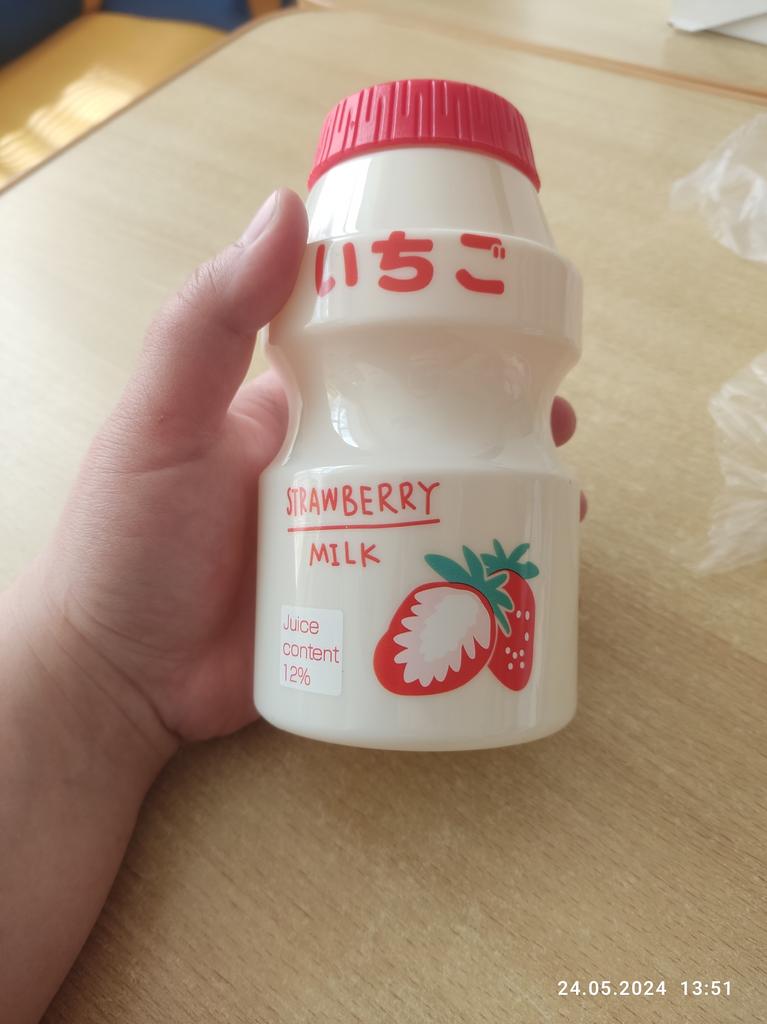 いちご
STRAWBERRY
MILK
Juice
content
12%
24.05.2024 13:51